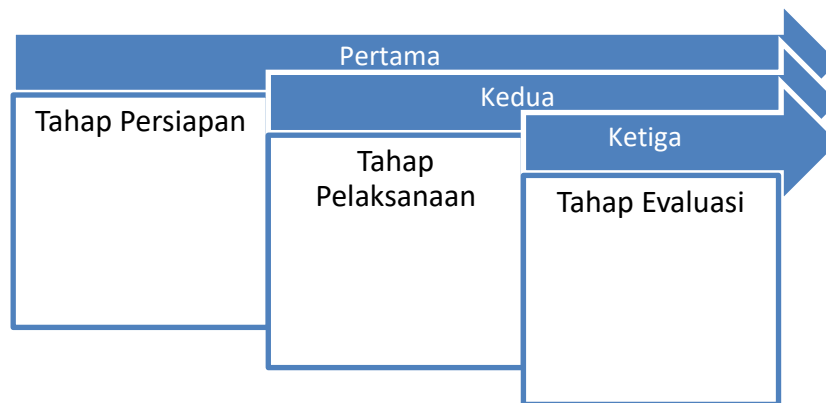 Pertama
Tahap Persiapan
Kedua
Tahap
Pelaksanaan
Ketiga
Tahap Evaluasi